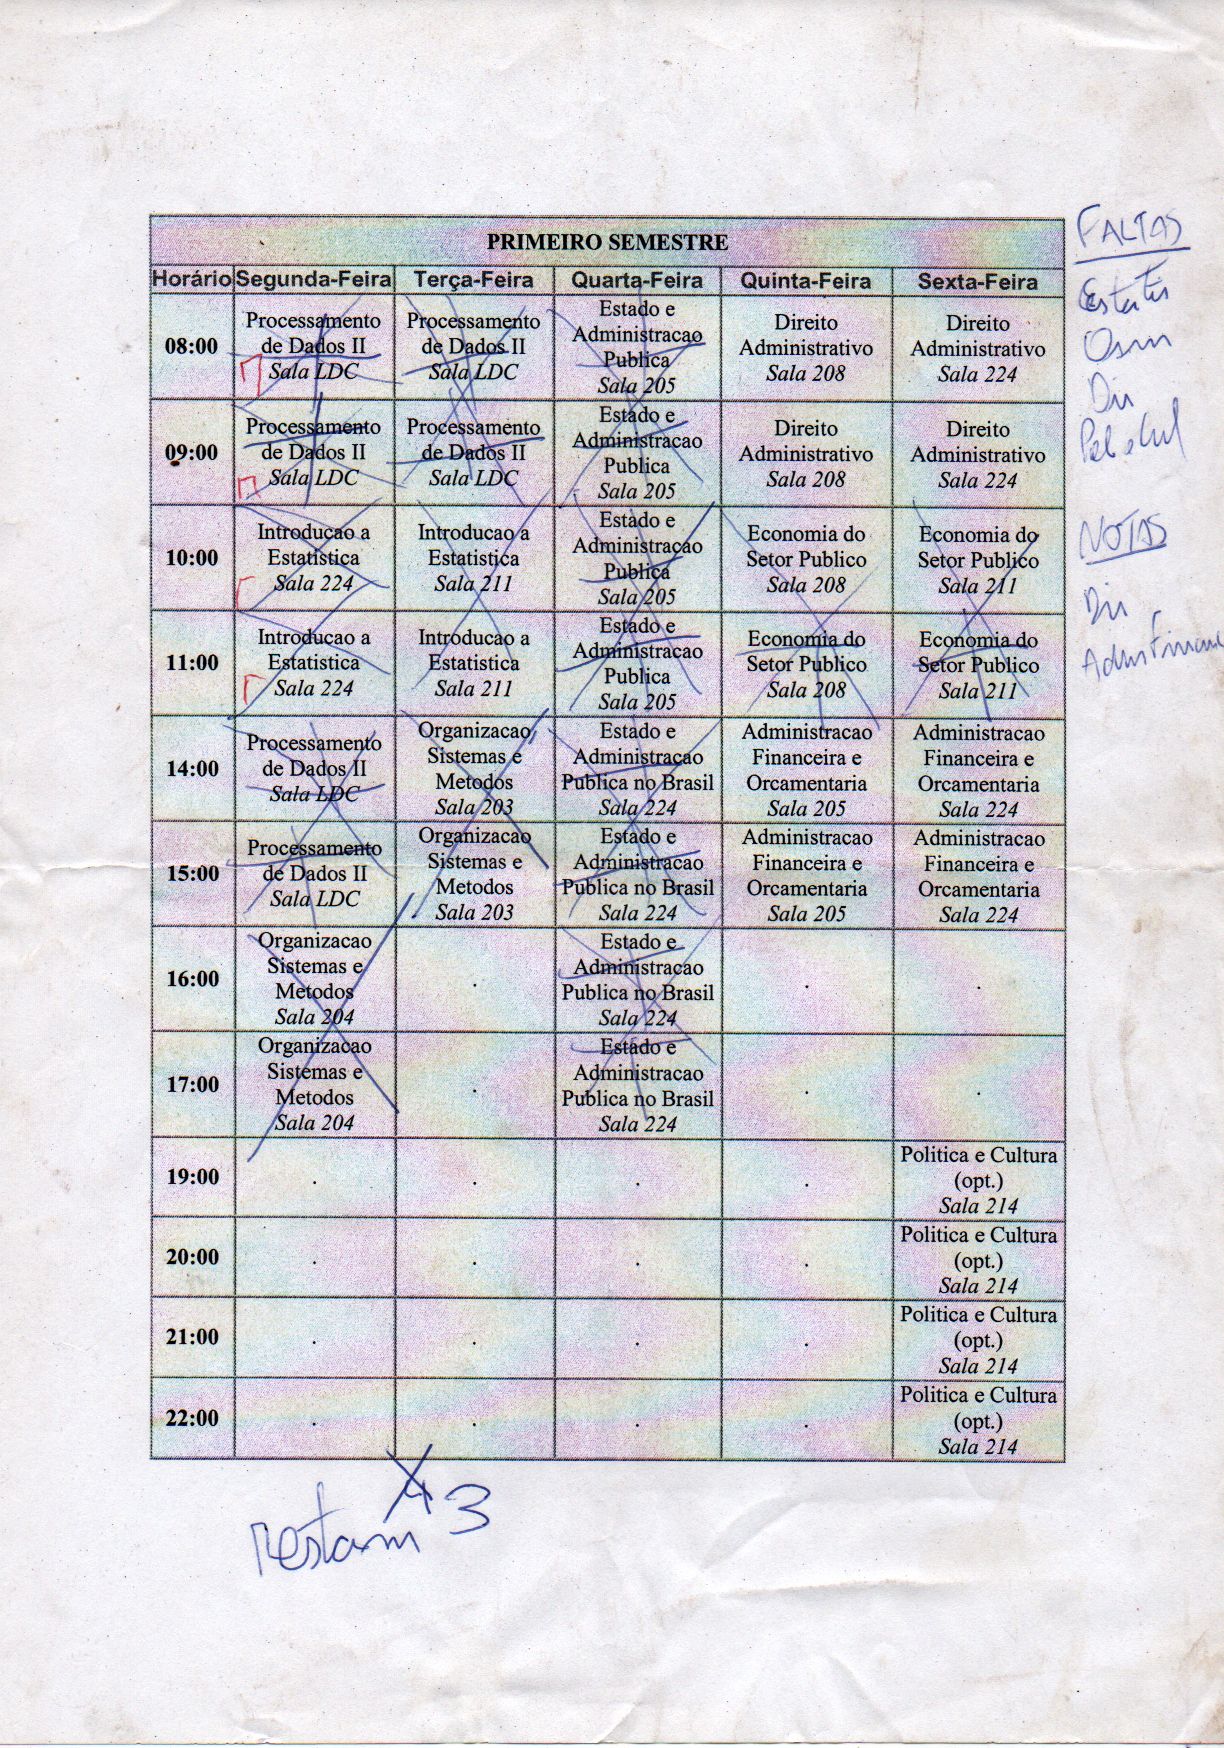 PRIMEIRO SEMESTRE
Horário Segunda-Feira Terça-Feira Quarta-Feira Quinta-Feira Sexta-Feira
08:00
Processamento
de Dados II
Sala LDC
Processamento
de Dados II
Sala LDC
Estado e
Administracao
Publica
Sala 205
Direito
Administrativo
Sala 208
Direito
Administrativo
Sala 224
09:00
Processamento
de Dados II
Sala LDC
Processamento
de Dados II
Sala LDC
Estado e
Administracao
Publica
Sala 205
Direito
Administrativo
Sala 208
Direito
Administrativo
Sala 224
10:00
Introducao a
Estatistica
Sala 224
Introducao a
Estatistica
Sala 211
Estado e
Administracao
Publica
Sala 205
Economia do
Setor Publico
Sala 208
Economia do
Setor Publico
Sala 211
11:00
Introducao a
Estatistica
Sala 224
Introducao a
Estatistica
Sala 211
Estado e
Administracao
Publica
Sala 205
Economia do
Setor Publico
Sala 208
Economia do
Setor Publico
Sala 211
14:00
Processamento
de Dados II
Sala LDC
Organizacao
Sistemas e
Metodos
Sala 203
Estado e
Administracao
Publica no Brasil
Sala 224
Administracao
Financeira e
Orcamentaria
Sala 205
Administracao
Financeira e
Orcamentaria
Sala 224
15:00
Processamento
de Dados II
Sala LDC
Organizacao
Sistemas e
Metodos
Sala 203
Estado e
Administracao
Publica no Brasil
Sala 224
Administracao
Financeira e
Orcamentaria
Sala 205
Administracao
Financeira e
Orcamentaria
Sala 224
16:00
Organizacao
Sistemas e
Metodos
Sala 204
.
Estado e
Administracao
Publica no Brasil
Sala 224
.
.
17:00
Organizacao
Sistemas e
Metodos
Sala 204
.
Estado e
Administracao
Publica no Brasil
Sala 224
.
.
19:00
.
.
.
.
Politica e Cultura
(opt.)
Sala 214
20:00
.
.
.
.
Politica e Cultura
(opt.)
Sala 214
21:00
.
.
.
.
Politica e Cultura
(opt.)
Sala 214
22:00
.
.
.
.
Politica e Cultura
(opt.)
Sala 214
FALTAS
Dir
NOTAS
Dir
restam 4 3